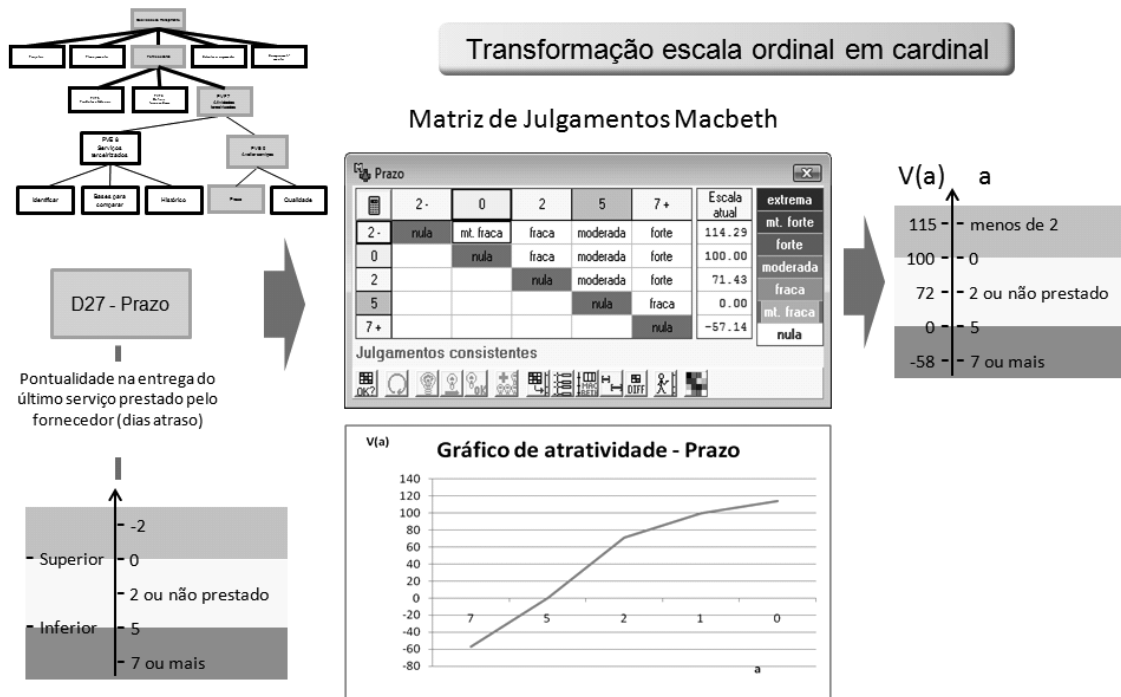 Transformação escala ordinal em cardinal
PVE 6
Serviços
terceirizados
Identificar
Bases para
comparar
Histórico
Prazo
Qualidade
D27 - Prazo
Pontualidade na entrega do
último serviço prestado pelo
fornecedor (dias atraso)
-2
Superior
0
2 ou não prestado
Inferior
5
7 ou mais
Matriz de Julgamentos Macbeth
Prazo
2 - 0 2 5 7 + Escala
atual
2 - nula mt. fraca fraca moderada forte 114.29
0 nula fraca moderada forte 100.00
2 nula moderada forte 71.43
5 nula fraca 0.00
7 + nula -57.14
extrema
mt. forte
forte
moderada
fraca
mt. fraca
nula
Julgamentos consistentes
OK?
OK
DIFF
V(a)
Gráfico de atratividade - Prazo
140
120
100
80
60
40
20
0
-20
-40
-60
-80
7 5 2 1 0
a
V(a) a
115 menos de 2
100 0
72 2 ou não prestado
0 5
-58 7 ou mais